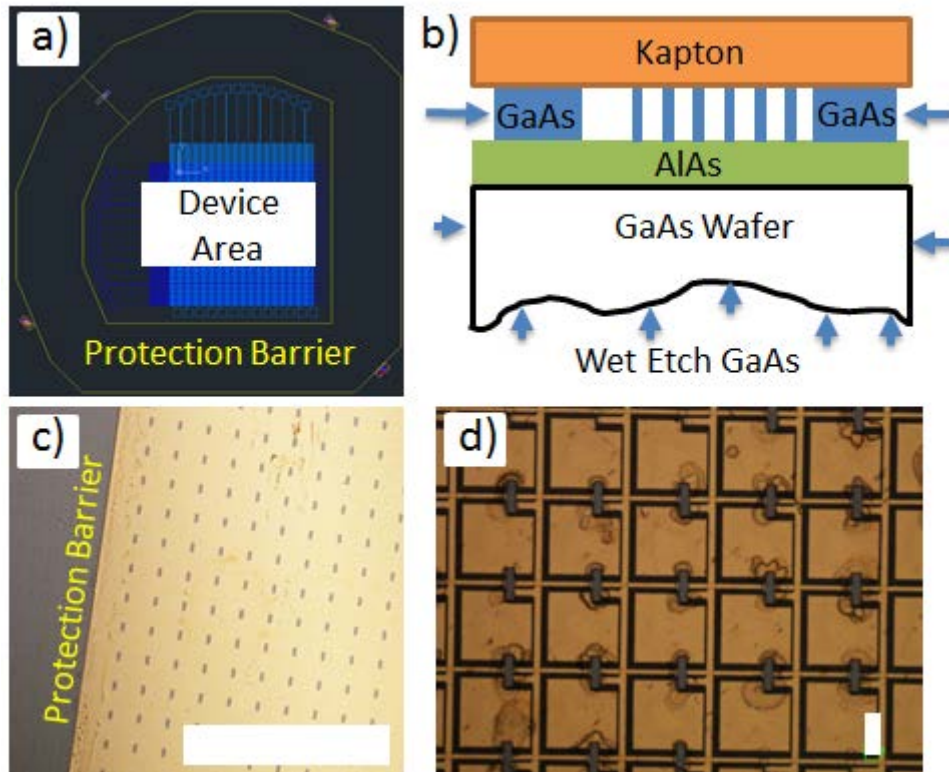 a)
Device
Area
Protection Barrier
b)
Kapton
GaAs
GaAs
AlAs
GaAs Wafer
Wet Etch GaAs
c)
Protection Barrier
d)